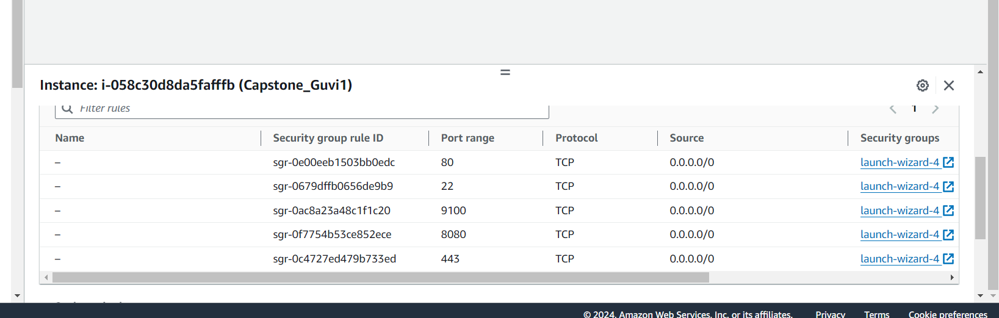 Instance: i-058c30d8da5fafffb (Capstone_Guvi1)
Filter rules
1
Name Security group rule ID Port range Protocol Source Security groups
– sgr-0e00eeb1503bb0edc 80 TCP 0.0.0.0/0 launch-wizard-4
– sgr-0679dffb0656de9b9 22 TCP 0.0.0.0/0 launch-wizard-4
– sgr-0ac8a23a48c1f1c20 9100 TCP 0.0.0.0/0 launch-wizard-4
– sgr-0f7754b53ce852ece 8080 TCP 0.0.0.0/0 launch-wizard-4
– sgr-0c4727ed479b733ed 443 TCP 0.0.0.0/0 launch-wizard-4
© 2024, Amazon Web Services, Inc. or its affiliates. Privacy Terms Cookie preferences